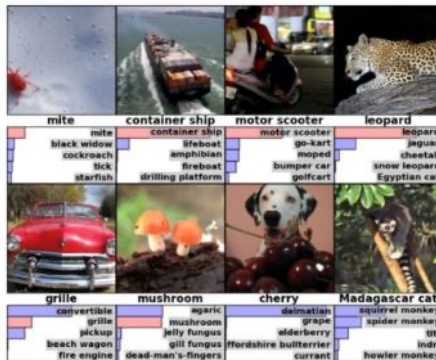 mite container ship motor scooter leopard
mite container ship motor scooter leopard
black widow lifeboat go-kart jaguar
cockroach amphibian moped cheetah
tick fireboat bumper car snow leopard
starfish drilling platform golfcart Egyptian cat
grille mushroom cherry Madagascar cat
convertible agaric dalmatian squirrel monkey
grille mushroom grape spider monkey
pickup jelly fungus elderberry
beach wagon gill fungus ffordshire bullterrier indri
fire engine dead-man's-fingers currant howler monkey